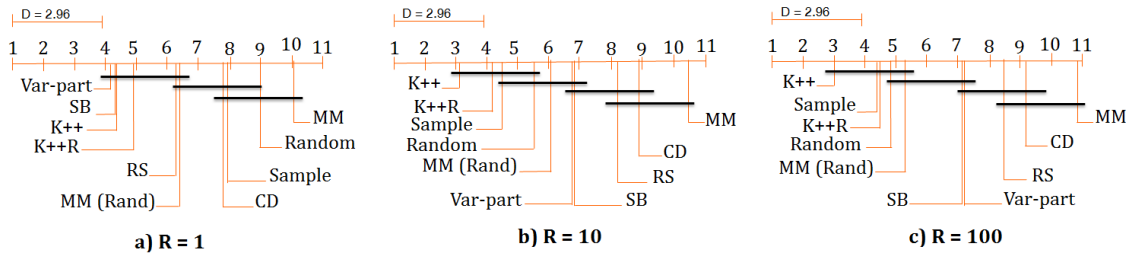 D = 2.96
1 2 3 4 5 6 7 8 9 10 11
Var-part
SB
K++
K++R
RS
MM (Rand)
MM
Random
Sample
CD
a) R = 1
D = 2.96
1 2 3 4 5 6 7 8 9 10 11
K++
K++R
Sample
Random
MM (Rand)
Var-part
MM
CD
RS
SB
b) R = 10
D = 2.96
1 2 3 4 5 6 7 8 9 10 11
K++
Sample
K++R
Random
MM (Rand)
SB
MM
CD
RS
Var-part
c) R = 100